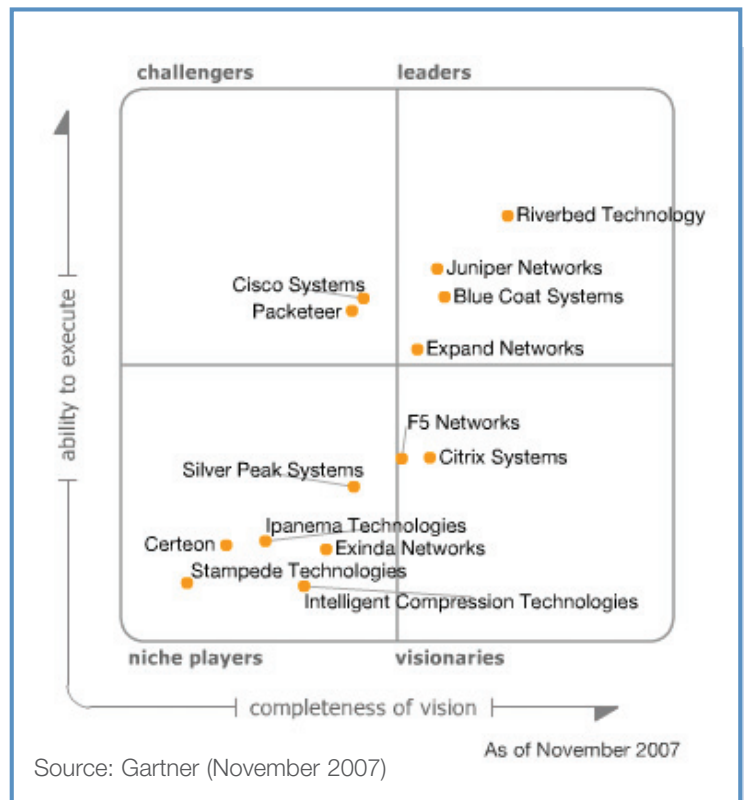 challengers
leaders
Riverbed Technology
Juniper Networks
Cisco Systems
Blue Coat Systems
Packeteer
Expand Networks
ability to execute
F5 Networks
Citrix Systems
Silver Peak Systems
Ipanema Technologies
Certeon
Exinda Networks
Stampede Technologies
Intelligent Compression Technologies
niche players
visionaries
completeness of vision
As of November 2007
Source: Gartner (November 2007)